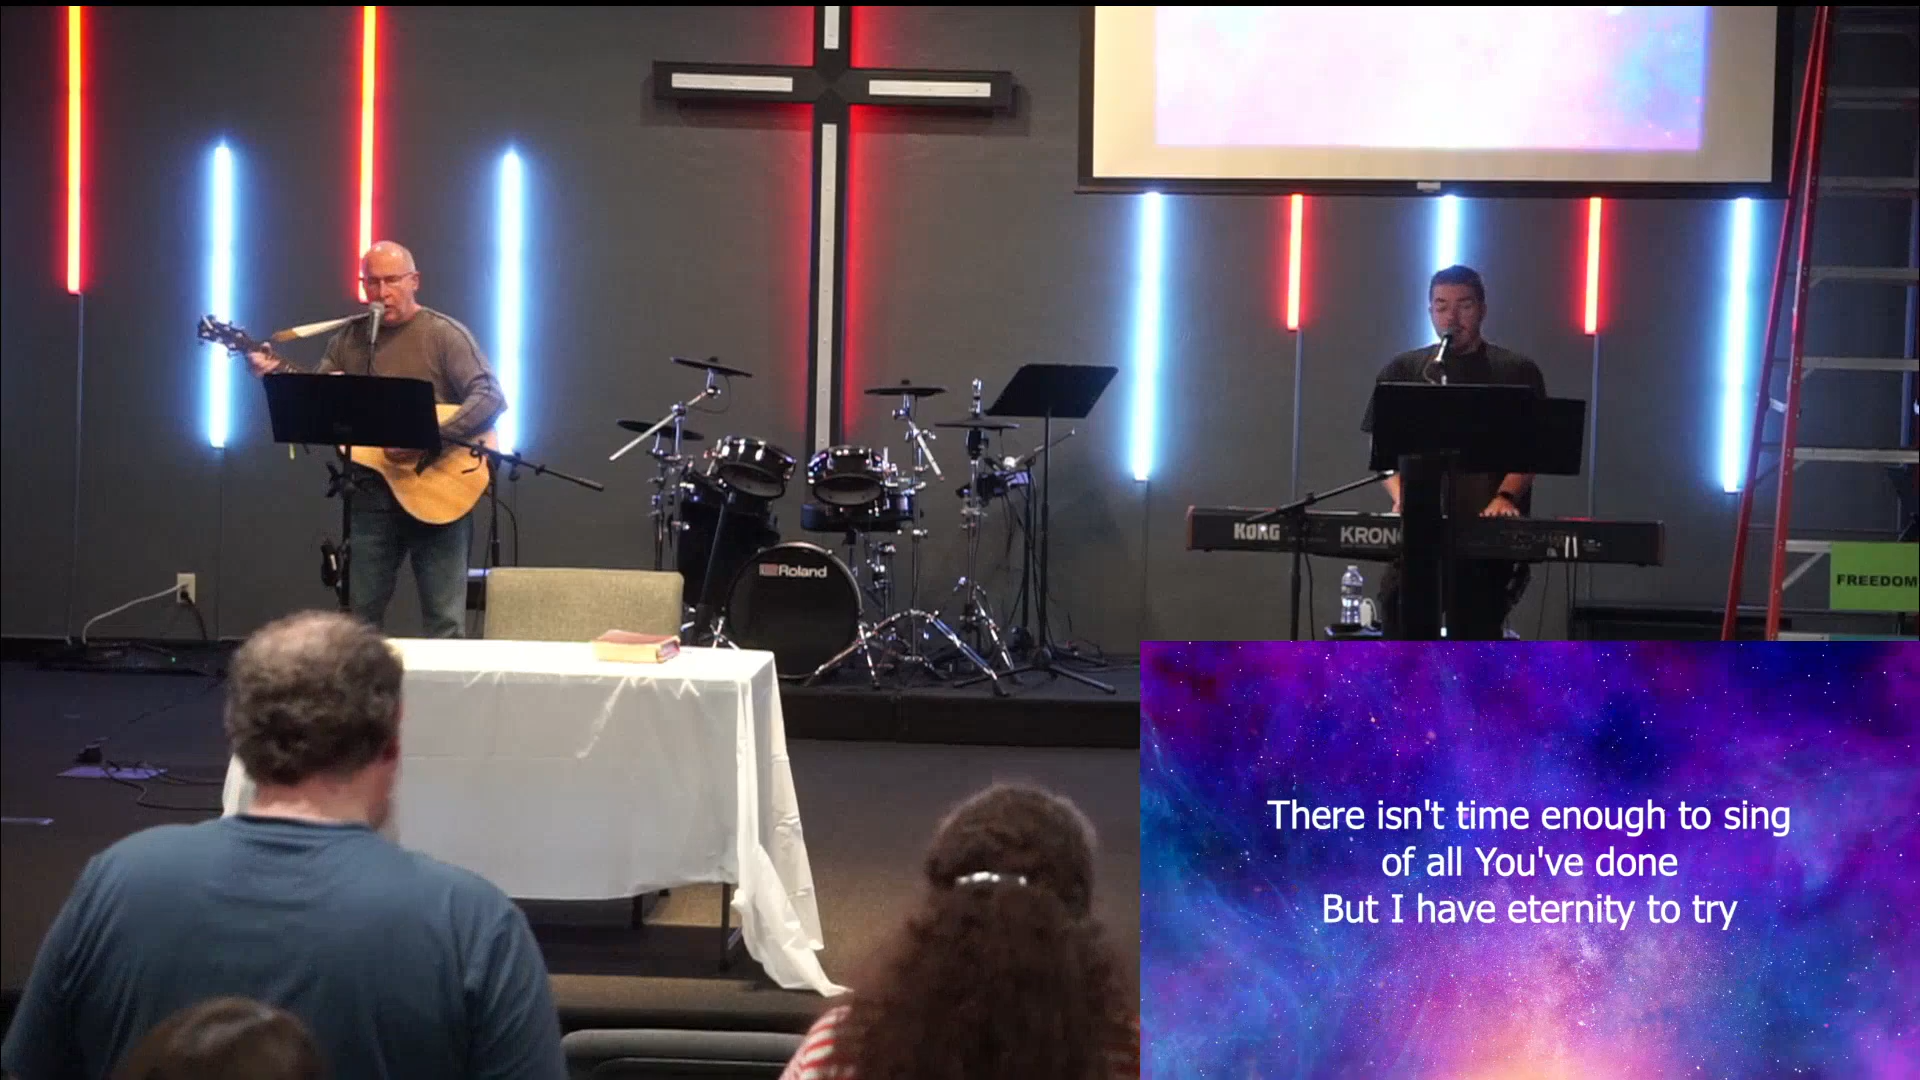 Roland
KORG
KRON
FREEDOM
There isn't time enough to sing
of all You've done
But I have eternity to try